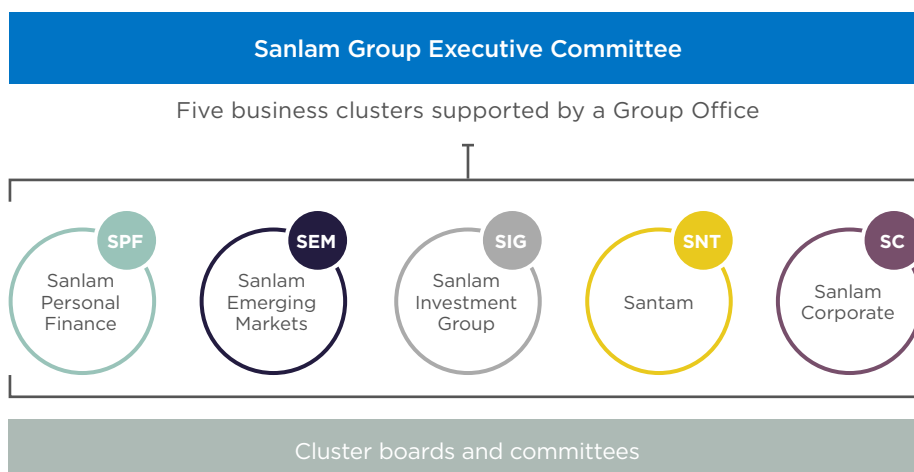 Sanlam Group Executive Committee
Five business clusters supported by a Group Office
SPF
Sanlam
Personal
Finance
SEM
Sanlam
Emerging
Markets
SIG
Sanlam
Investment
Group
SNT
Santam
SC
Sanlam
Corporate
Cluster boards and committees